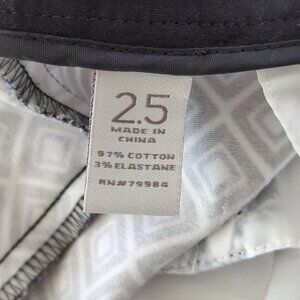 2.5
MADE IN
CHINA
97% COTTON
3% ELASTANE
RN#79984